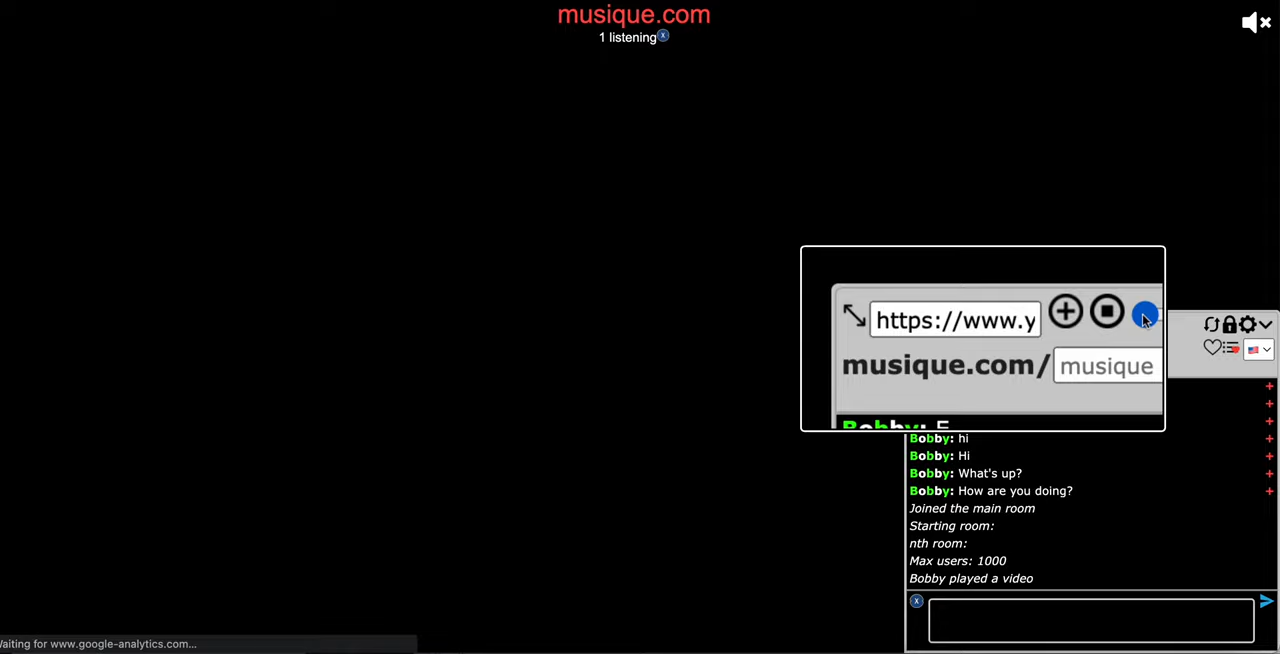 musique.com
1 listening
https://www.y
musique.com/ musique
Bobby: hi
Bobby: Hi
Bobby: What's up?
Bobby: How are you doing?
Joined the main room
Starting room:
nth room:
Max users: 1000
Bobby played a video
Waiting for www.google-analytics.com...